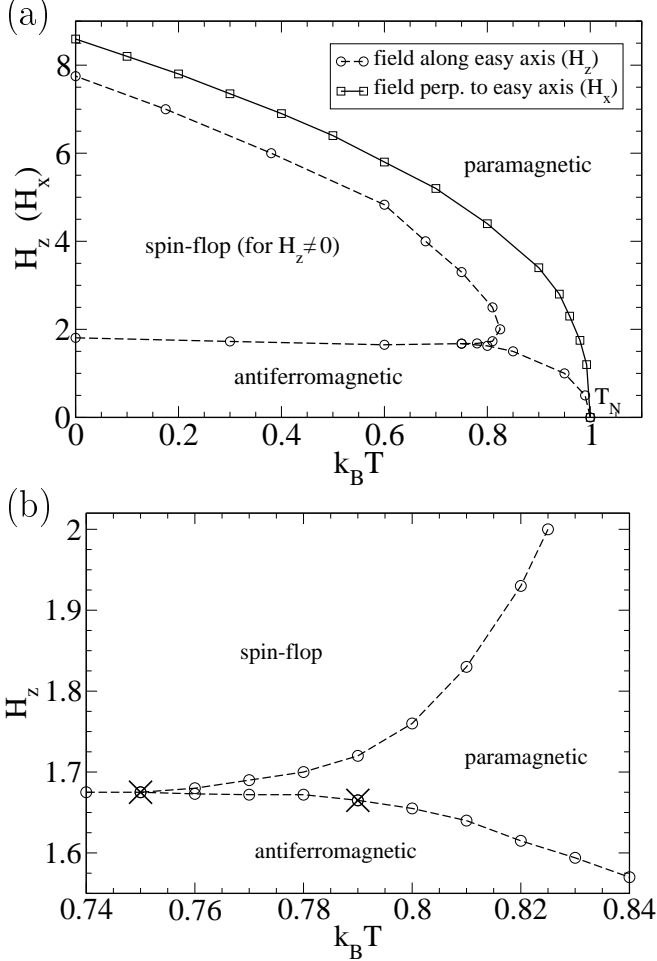 (a)
8
6
4
2
0
H_z (H_x)
field along easy axis (H_z)
field perp. to easy axis (H_x)
paramagnetic
spin-flop (for H_z≠0)
antiferromagnetic
T_N
0 0.2 0.4 0.6 0.8 1
k_BT
(b)
2
1.9
1.8
1.7
1.6
H_z
spin-flop
paramagnetic
antiferromagnetic
0.74 0.76 0.78 0.8 0.82 0.84
k_BT